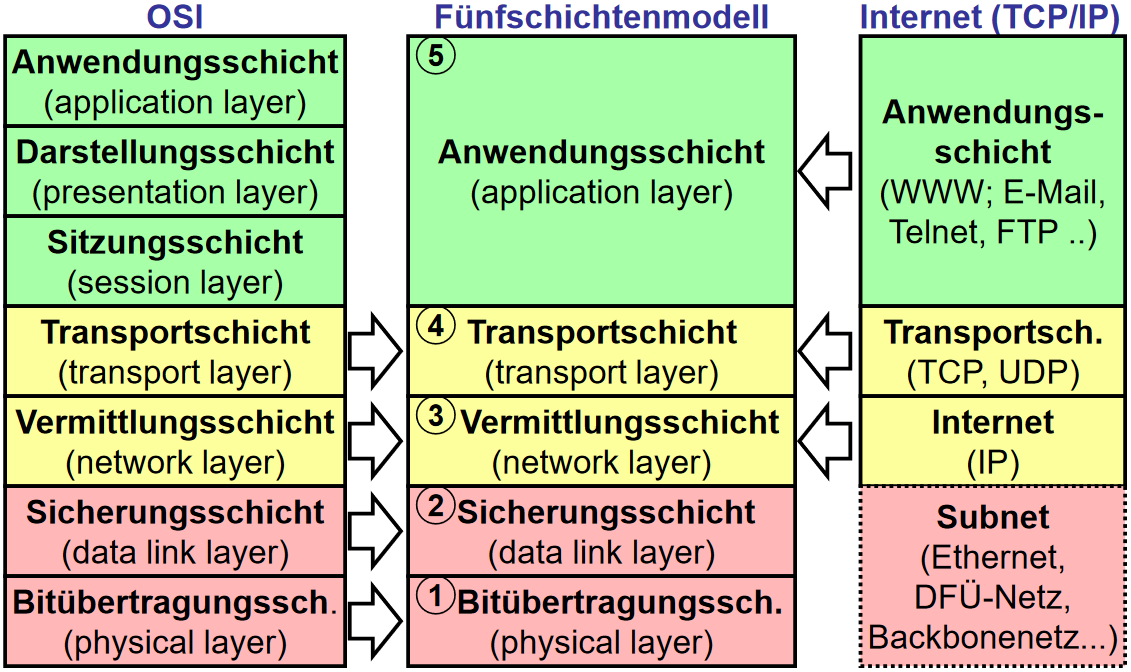 OSI
Anwendungsschicht
(application layer)
Darstellungsschicht
(presentation layer)
Sitzungsschicht
(session layer)
Transportschicht
(transport layer)
Vermittlungsschicht
(network layer)
Sicherungsschicht
(data link layer)
Bitübertragungssch.
(physical layer)
Fünfschichtenmodell
5
Anwendungsschicht
(application layer)
4
Transportschicht
(transport layer)
3
Vermittlungsschicht
(network layer)
2
Sicherungsschicht
(data link layer)
1
Bitübertragungssch.
(physical layer)
Internet (TCP/IP)
Anwendungs-
schicht
(WWW; E-Mail,
Telnet, FTP ..)
Transportsch.
(TCP, UDP)
Internet
(IP)
Subnet
(Ethernet,
DFÜ-Netz,
Backbonenetz...)